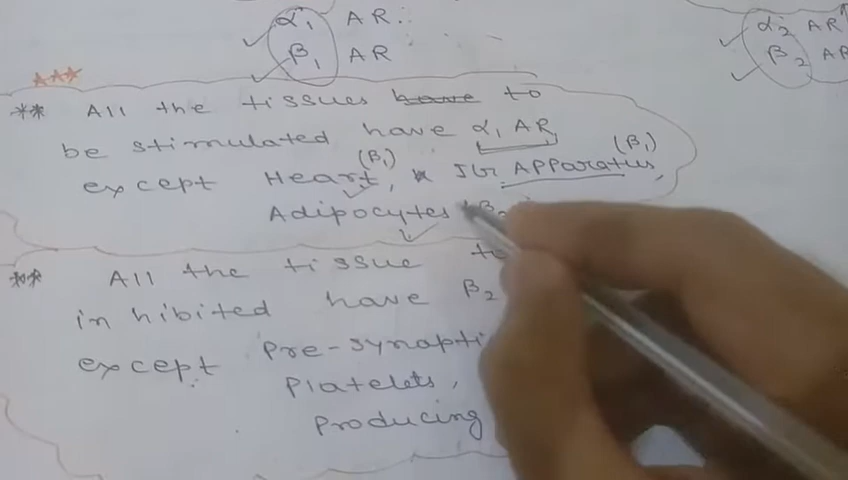 α1 AR
β1 AR
α2 AR
β2 AR
** All the tissues have to
be stimulated have α1 AR
except Heart, (β1) JG Apparatus, (β1)
Adipocytes
** All the tissue to
inhibited have β2
except Pre-synapti
Platelets,
Producing